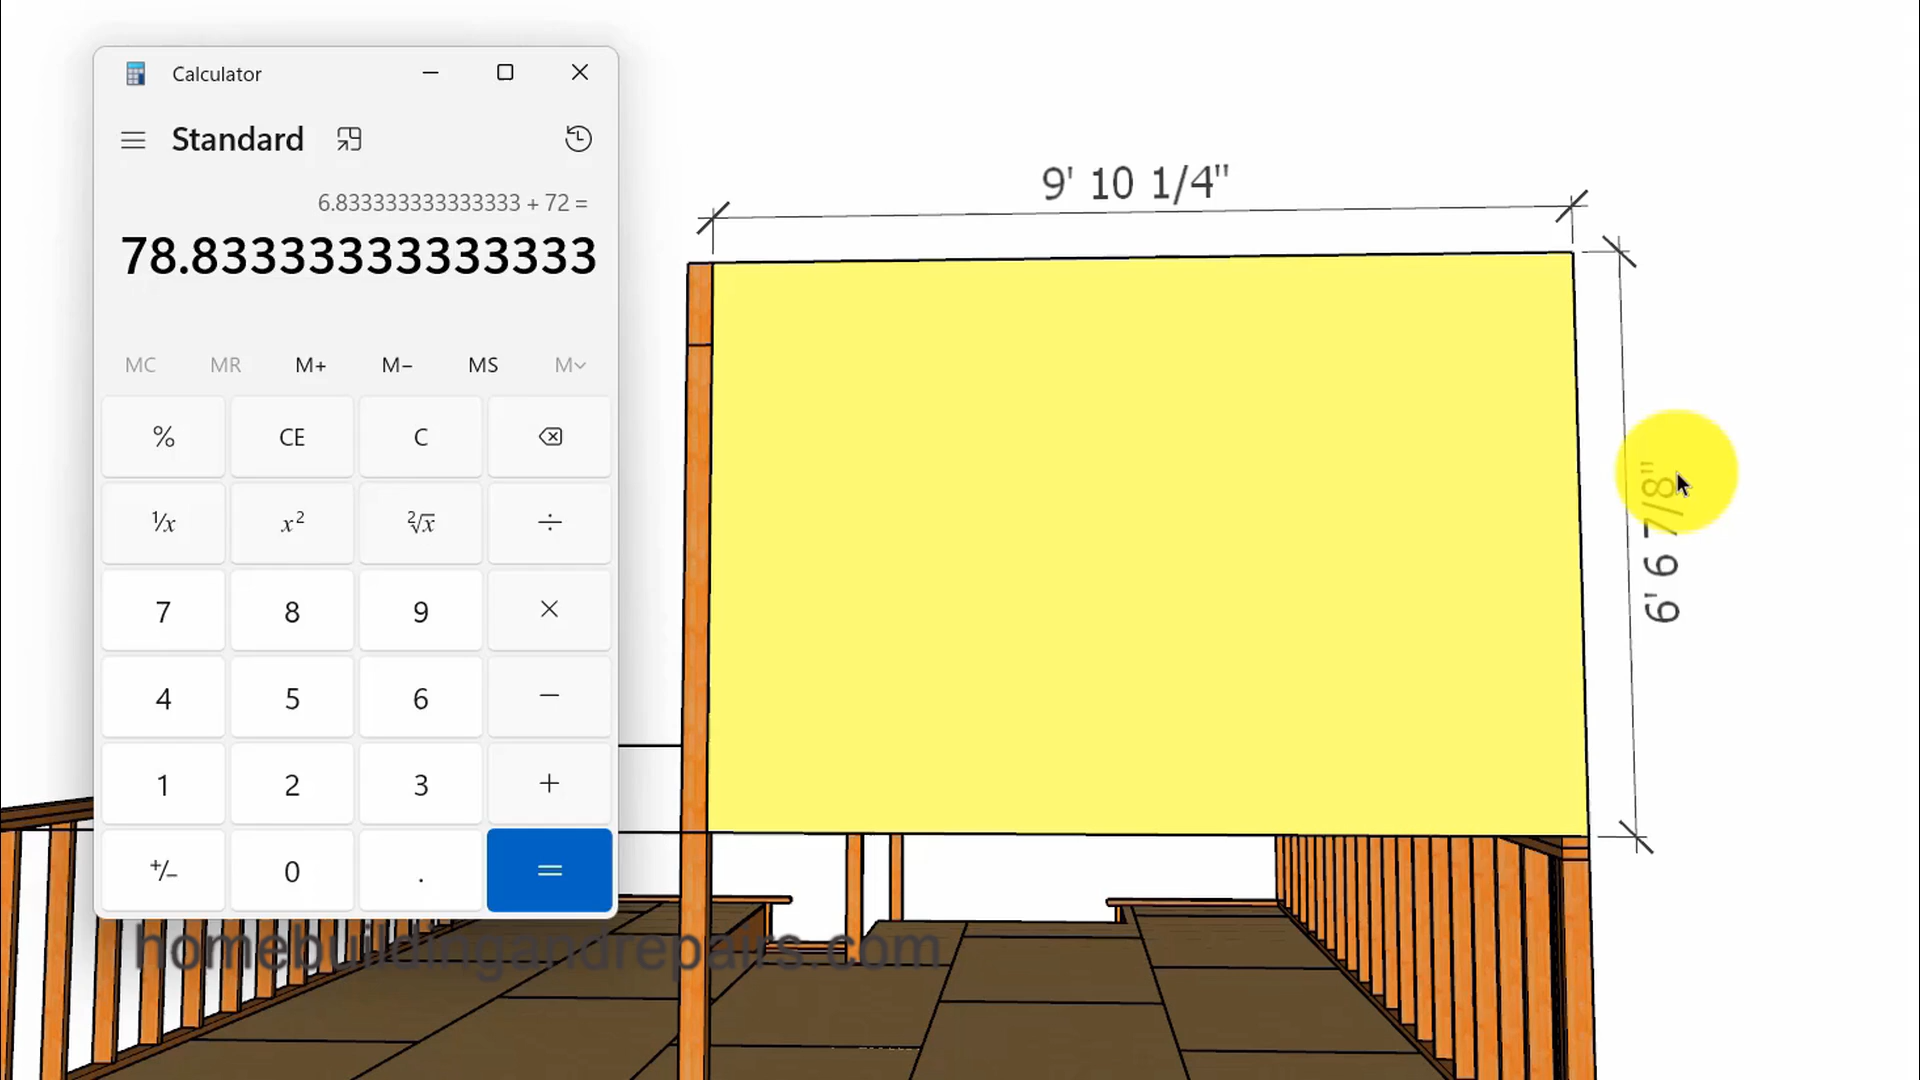 Calculator
Standard
6.833333333333333 + 72 =
78.83333333333333
MC MR M+ M− MS M
% CE C
1/x x² ²√x ÷
7 8 9 ×
4 5 6 −
1 2 3 +
+/− 0 . =
9' 10 1/4"
6' 6 7/8"
homebuildingandrepairs.com